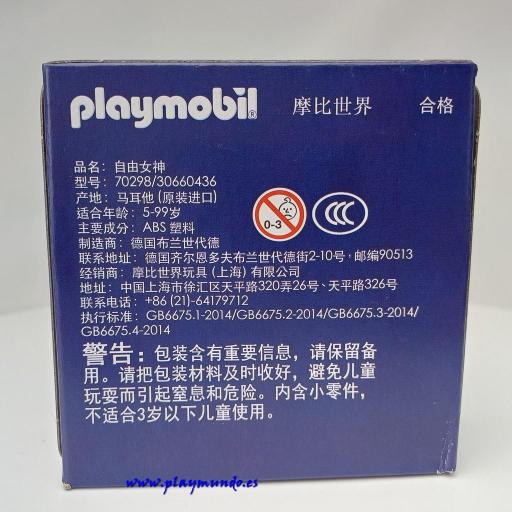 playmobil® 摩比世界 合格
品名：自由女神
型号：70298/30660436
产地：马耳他 (原装进口)
适合年龄：5-99岁
主要成分：ABS 塑料
制造商：德国布兰世代德
联系地址：德国齐尔恩多夫布兰世代德街2-10号·邮编90513
经销商：摩比世界玩具（上海）有限公司
地址：中国上海市徐汇区天平路320弄26号、天平路326号
联系电话：+86 (21)-64179712
执行标准：GB6675.1-2014/GB6675.2-2014/GB6675.3-2014/
GB6675.4-2014
0-3
CCC
警告：包装含有重要信息，请保留备
用。请把包装材料及时收好，避免儿童
玩耍而引起窒息和危险。内含小零件，
不适合3岁以下儿童使用。
www.playmundo.es